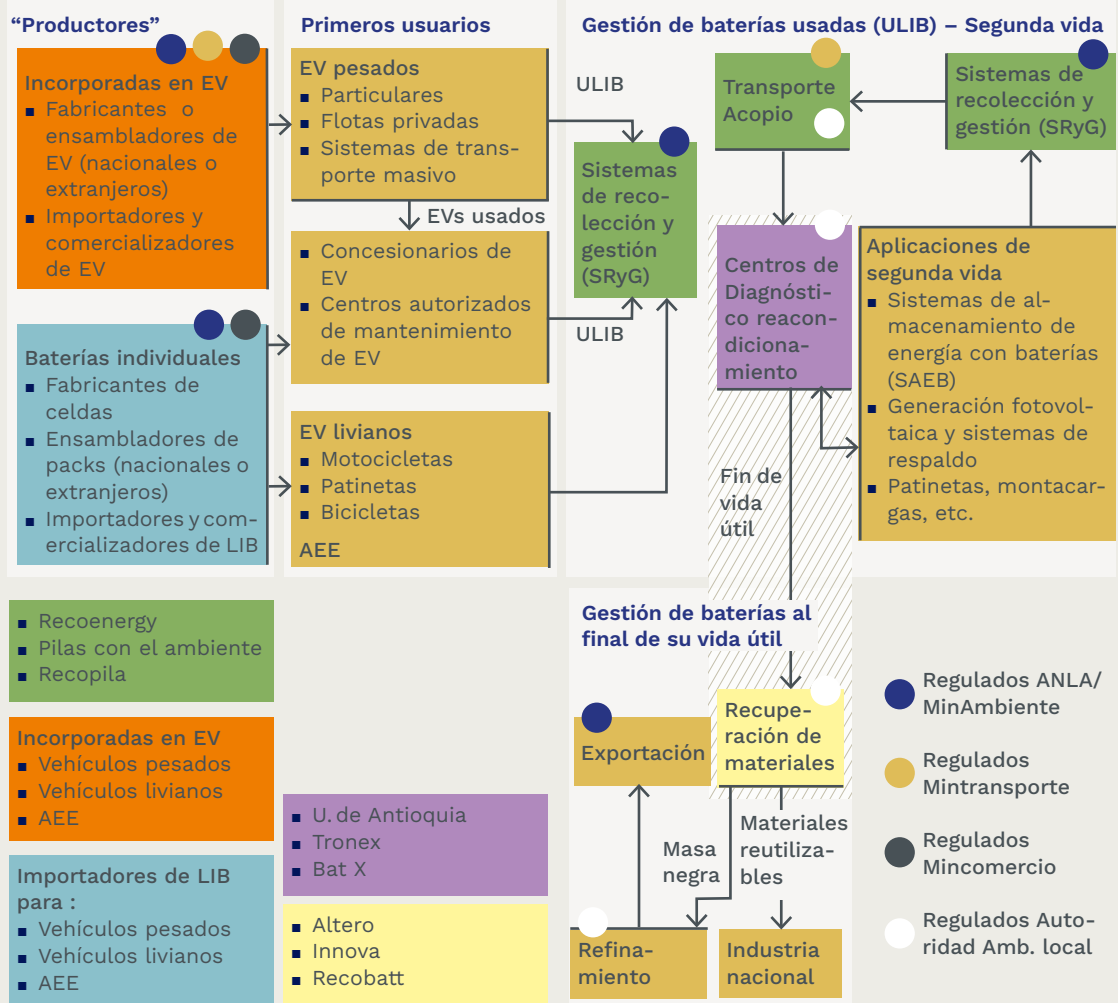 “Productores”
Incorporadas en EV
▪ Fabricantes o
ensambladores de
EV (nacionales o
extranjeros)
▪ Importadores y
comercializadores
de EV
Baterías individuales
▪ Fabricantes de
celdas
▪ Ensambladores de
packs (nacionales o
extranjeros)
▪ Importadores y com-
ercializadores de LIB
Primeros usuarios
EV pesados
▪ Particulares
▪ Flotas privadas
▪ Sistemas de trans-
porte masivo
EVs usados
▪ Concesionarios de
EV
▪ Centros autorizados
de mantenimiento
de EV
EV livianos
▪ Motocicletas
▪ Patinetas
▪ Bicicletas
AEE
Gestión de baterías usadas (ULIB) – Segunda vida
ULIB
Sistemas
de reco-
lección y
gestión
(SRyG)
ULIB
Transporte
Acopio
Sistemas de
recolección y
gestión (SRyG)
Centros de
Diagnósti-
co reacon-
diciona-
miento
Aplicaciones de
segunda vida
▪ Sistemas de al-
macenamiento de
energía con baterías
(SAEB)
▪ Generación fotovol-
taica y sistemas de
respaldo
▪ Patinetas, montacar-
gas, etc.
Fin de
vida
útil
Gestión de baterías al
final de su vida útil
Exportación
Recupe-
ración de
materiales
Masa
negra
Materiales
reutiliza-
bles
Refina-
miento
Industria
nacional
▪ Recoenergy
▪ Pilas con el ambiente
▪ Recopila
Incorporadas en EV
▪ Vehículos pesados
▪ Vehículos livianos
▪ AEE
Importadores de LIB
para :
▪ Vehículos pesados
▪ Vehículos livianos
▪ AEE
▪ U. de Antioquia
▪ Tronex
▪ Bat X
▪ Altero
▪ Innova
▪ Recobatt
Regulados ANLA/
MinAmbiente
Regulados
Mintransporte
Regulados
Mincomercio
Regulados Auto-
ridad Amb. local